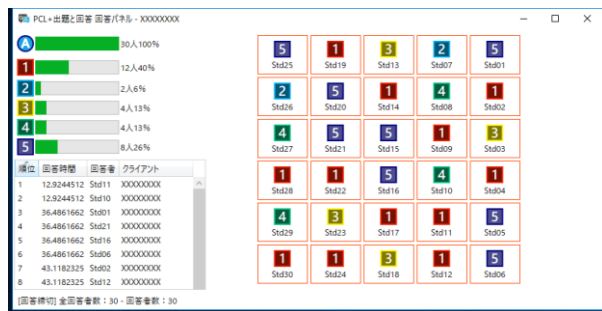 PCL+出題と回答 回答パネル - XXXXXXXX
A 30人100%
1 12人40%
2 2人6%
3 4人13%
4 4人13%
5 8人26%
順位 回答時間 回答者 クライアント
1 12.9244512 Std11 XXXXXXXX
2 12.9244512 Std10 XXXXXXXX
3 36.4861662 Std01 XXXXXXXX
4 36.4861662 Std21 XXXXXXXX
5 36.4861662 Std16 XXXXXXXX
6 36.4861662 Std06 XXXXXXXX
7 43.1182325 Std02 XXXXXXXX
8 43.1182325 Std12 XXXXXXXX
[回答締切] 全回答者数：30 - 回答者数：30
5 1 3 2 5
Std25 Std19 Std13 Std07 Std01
2 5 1 4 1
Std26 Std20 Std14 Std08 Std02
4 5 5 1 3
Std27 Std21 Std15 Std09 Std03
1 1 5 4 1
Std28 Std22 Std16 Std10 Std04
4 3 1 1 5
Std29 Std23 Std17 Std11 Std05
1 1 3 1 5
Std30 Std24 Std18 Std12 Std06